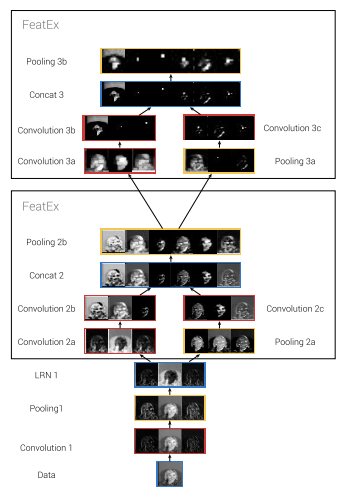 FeatEx
Pooling 3b
Concat 3
Convolution 3b
Convolution 3c
Convolution 3a
Pooling 3a
FeatEx
Pooling 2b
Concat 2
Convolution 2b
Convolution 2c
Convolution 2a
Pooling 2a
LRN 1
Pooling1
Convolution 1
Data